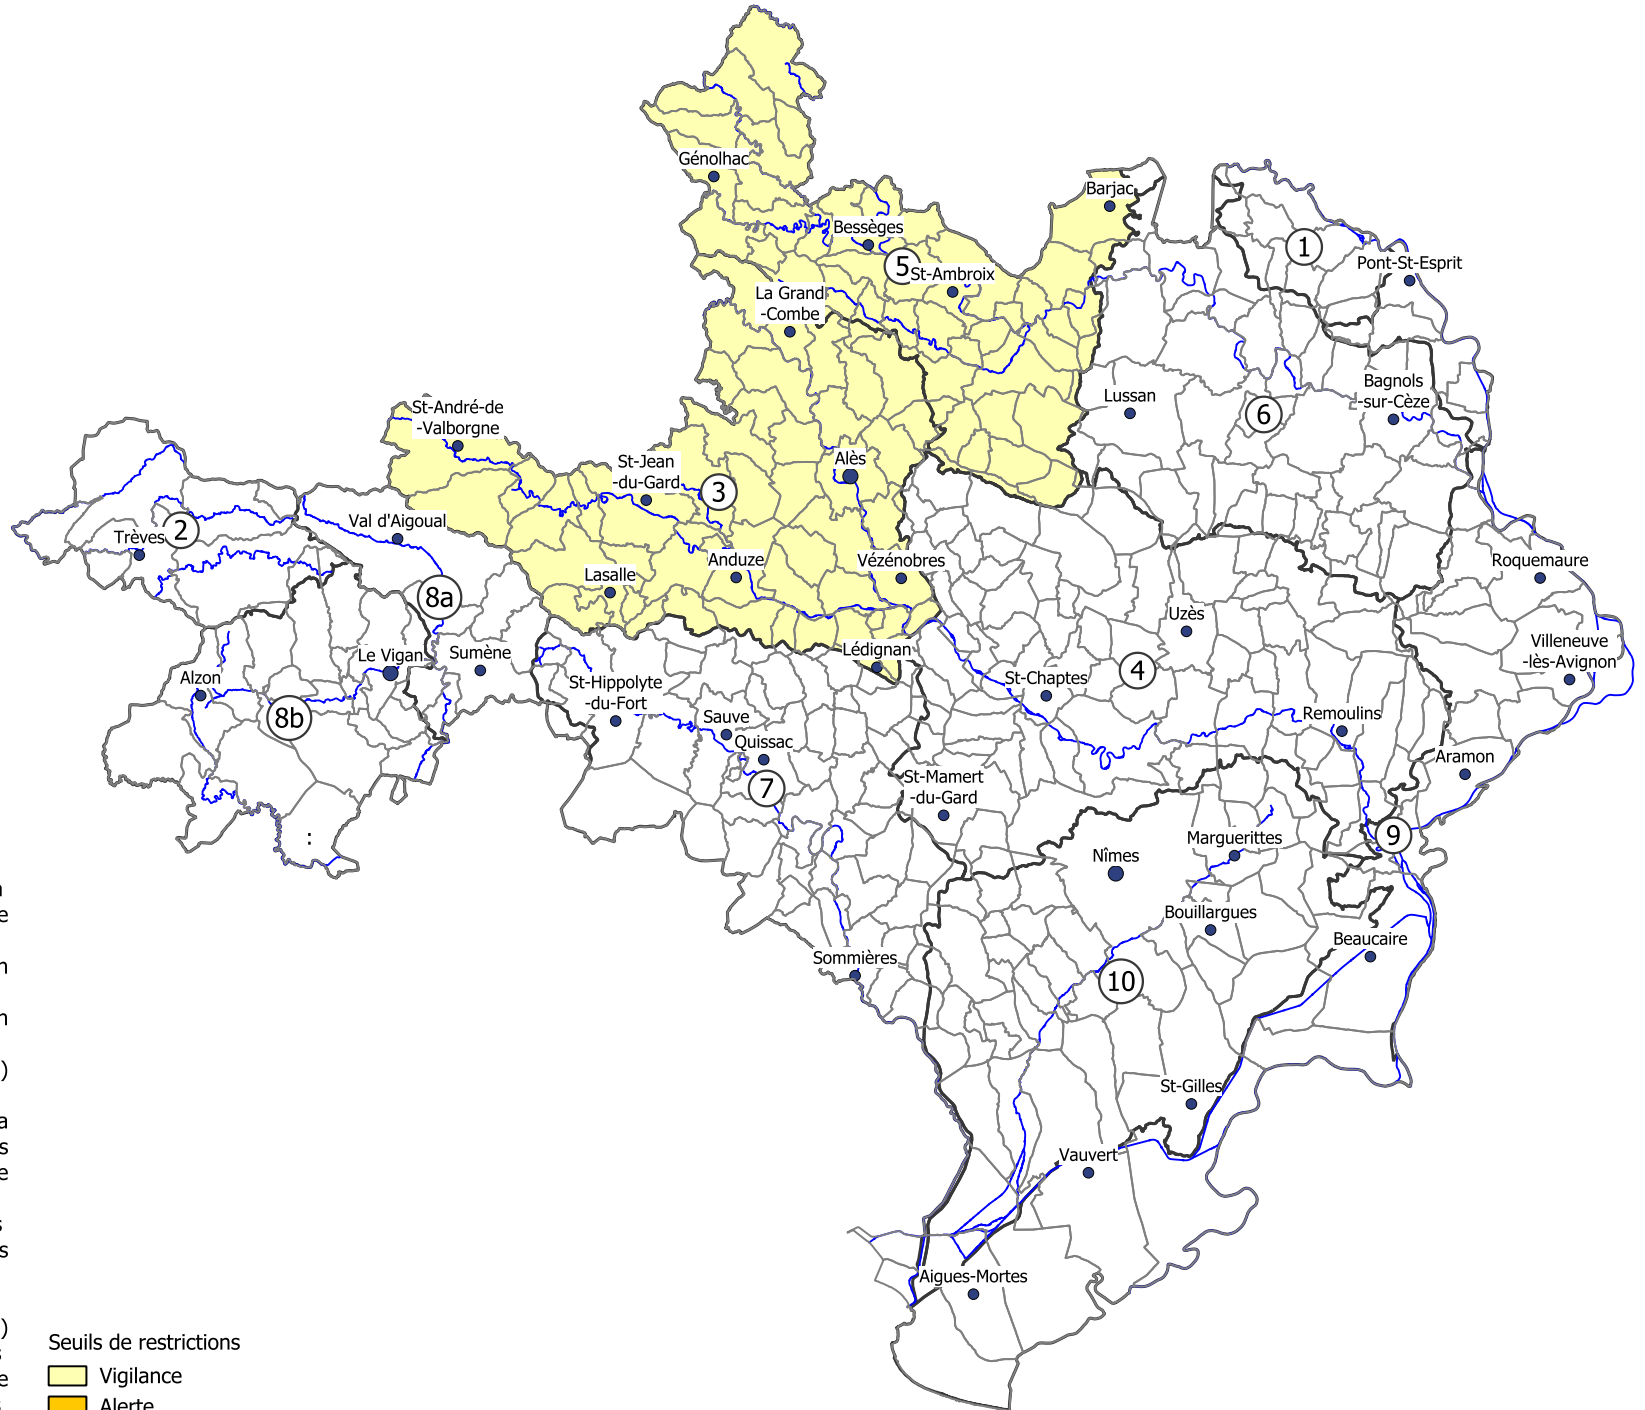 Génolhac
Barjac
Bessèges
1
5
St-Ambroix
Pont-St-Esprit
La Grand
-Combe
Lussan
Bagnols
-sur-Cèze
6
St-André-de
-Valborgne
St-Jean
-du-Gard
Alès
3
Val d'Aigoual
Trèves
2
Anduze
Vézénobres
Roquemaure
Lasalle
8a
Uzès
Villeneuve
-lès-Avignon
Lédignan
Le Vigan
Sumène
Alzon
St-Hippolyte
-du-Fort
St-Chaptes
4
8b
Sauve
Remoulins
Quissac
Aramon
7
St-Mamert
-du-Gard
:
Marguerittes
9
Nîmes
Bouillargues
Beaucaire
Sommières
10
St-Gilles
Vauvert
Aigues-Mortes
n
e
n
n
)
a
s
e
s
s
)
s
e
Seuils de restrictions
Vigilance
Alerte